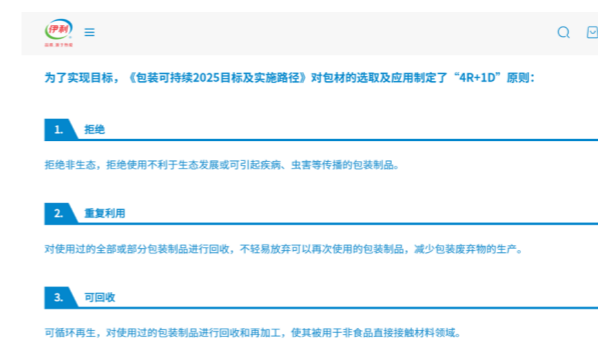 伊利
为了实现目标，《包装可持续2025目标及实施路径》对包材的选取及应用制定了“4R+1D”原则：
1. 拒绝
拒绝非生态，拒绝使用不利于生态发展或可引起疾病、虫害等传播的包装制品。
2. 重复利用
对使用过的全部或部分包装制品进行回收，不轻易放弃可以再次使用的包装制品，减少包装废弃物的生产。
3. 可回收
可循环再生，对使用过的包装制品进行回收和再加工，使其被用于非食品直接接触材料领域。